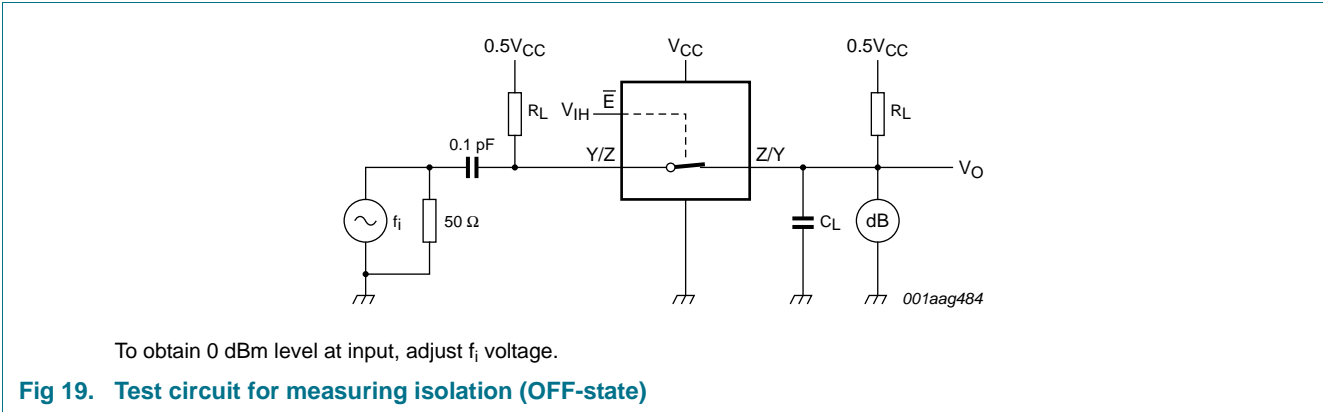 0.5VCC
VCC
0.5VCC
RL
VIH
E̅
RL
0.1 pF
Y/Z
Z/Y
VO
fi
50 Ω
CL
dB
001aag484
To obtain 0 dBm level at input, adjust fi voltage.
Fig 19. Test circuit for measuring isolation (OFF-state)